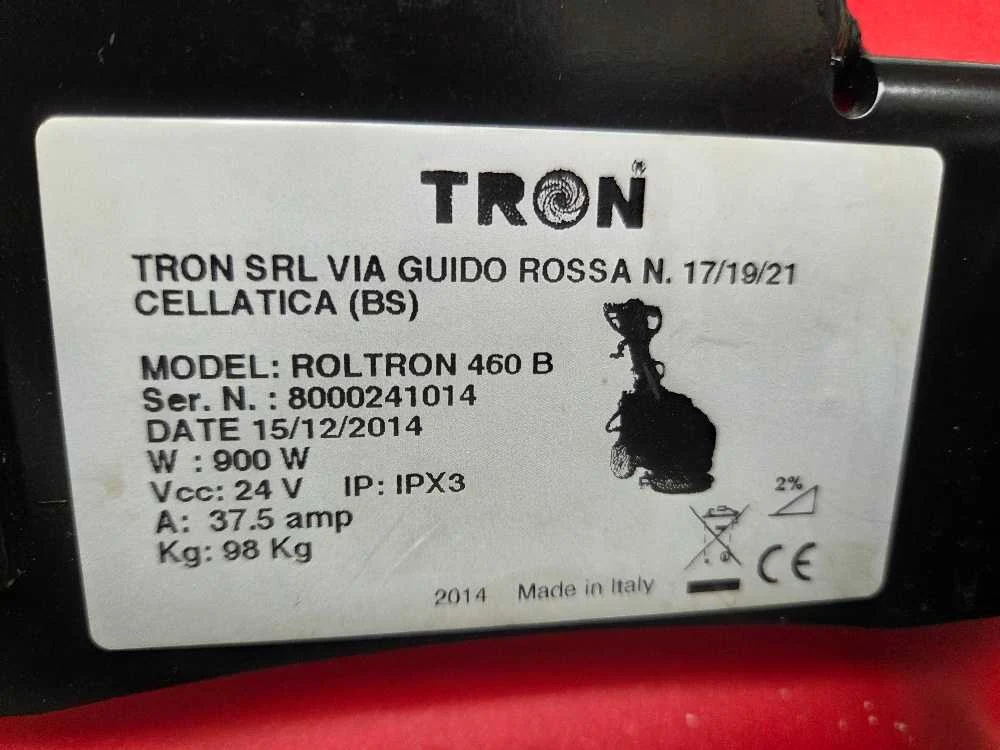 TRON
(R)
TRON SRL VIA GUIDO ROSSA N. 17/19/21
CELLATICA (BS)
MODEL: ROLTRON 460 B
Ser. N. : 8000241014
DATE 15/12/2014
W : 900 W
Vcc: 24 V IP: IPX3
A: 37.5 amp
Kg: 98 Kg
2%
2014 Made in Italy
CE